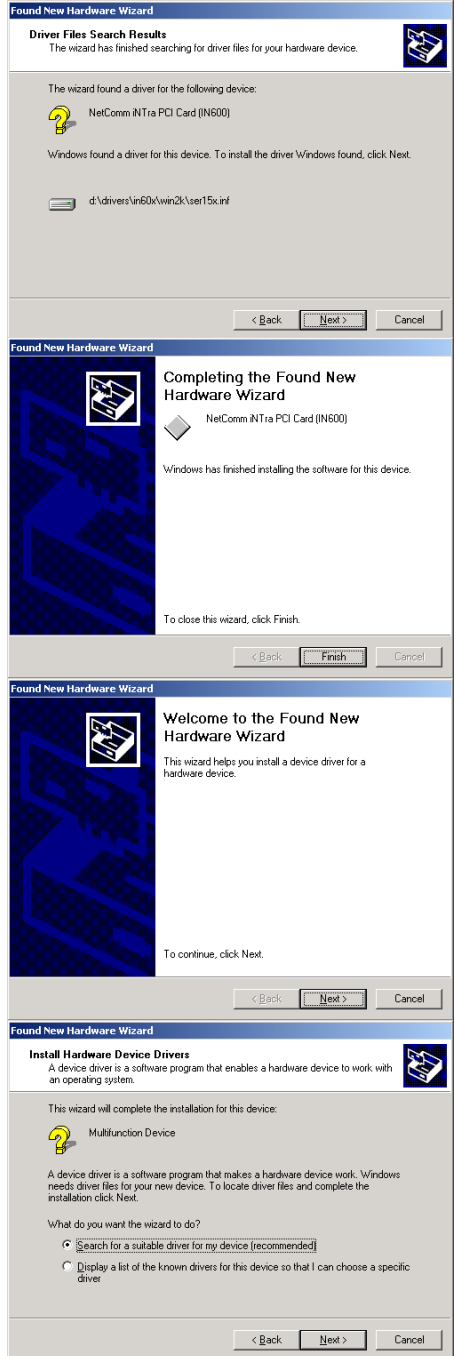 Found New Hardware Wizard
Driver Files Search Results
The wizard has finished searching for driver files for your hardware device.
The wizard found a driver for the following device:
NetComm iNTra PCI Card (IN600)
Windows found a driver for this device. To install the driver Windows found, click Next.
d:\drivers\in60x\win2k\ser15x.inf
< Back
Next >
Cancel
Found New Hardware Wizard
Completing the Found New
Hardware Wizard
NetComm iNTra PCI Card (IN600)
Windows has finished installing the software for this device.
To close this wizard, click Finish.
< Back
Finish
Cancel
Found New Hardware Wizard
Welcome to the Found New
Hardware Wizard
This wizard helps you install a device driver for a
hardware device.
To continue, click Next.
< Back
Next >
Cancel
Found New Hardware Wizard
Install Hardware Device Drivers
A device driver is a software program that enables a hardware device to work with
an operating system.
This wizard will complete the installation for this device:
Multifunction Device
A device driver is a software program that makes a hardware device work. Windows
needs driver files for your new device. To locate driver files and complete the
installation click Next.
What do you want the wizard to do?
Search for a suitable driver for my device (recommended)
Display a list of the known drivers for this device so that I can choose a specific
driver
< Back
Next >
Cancel